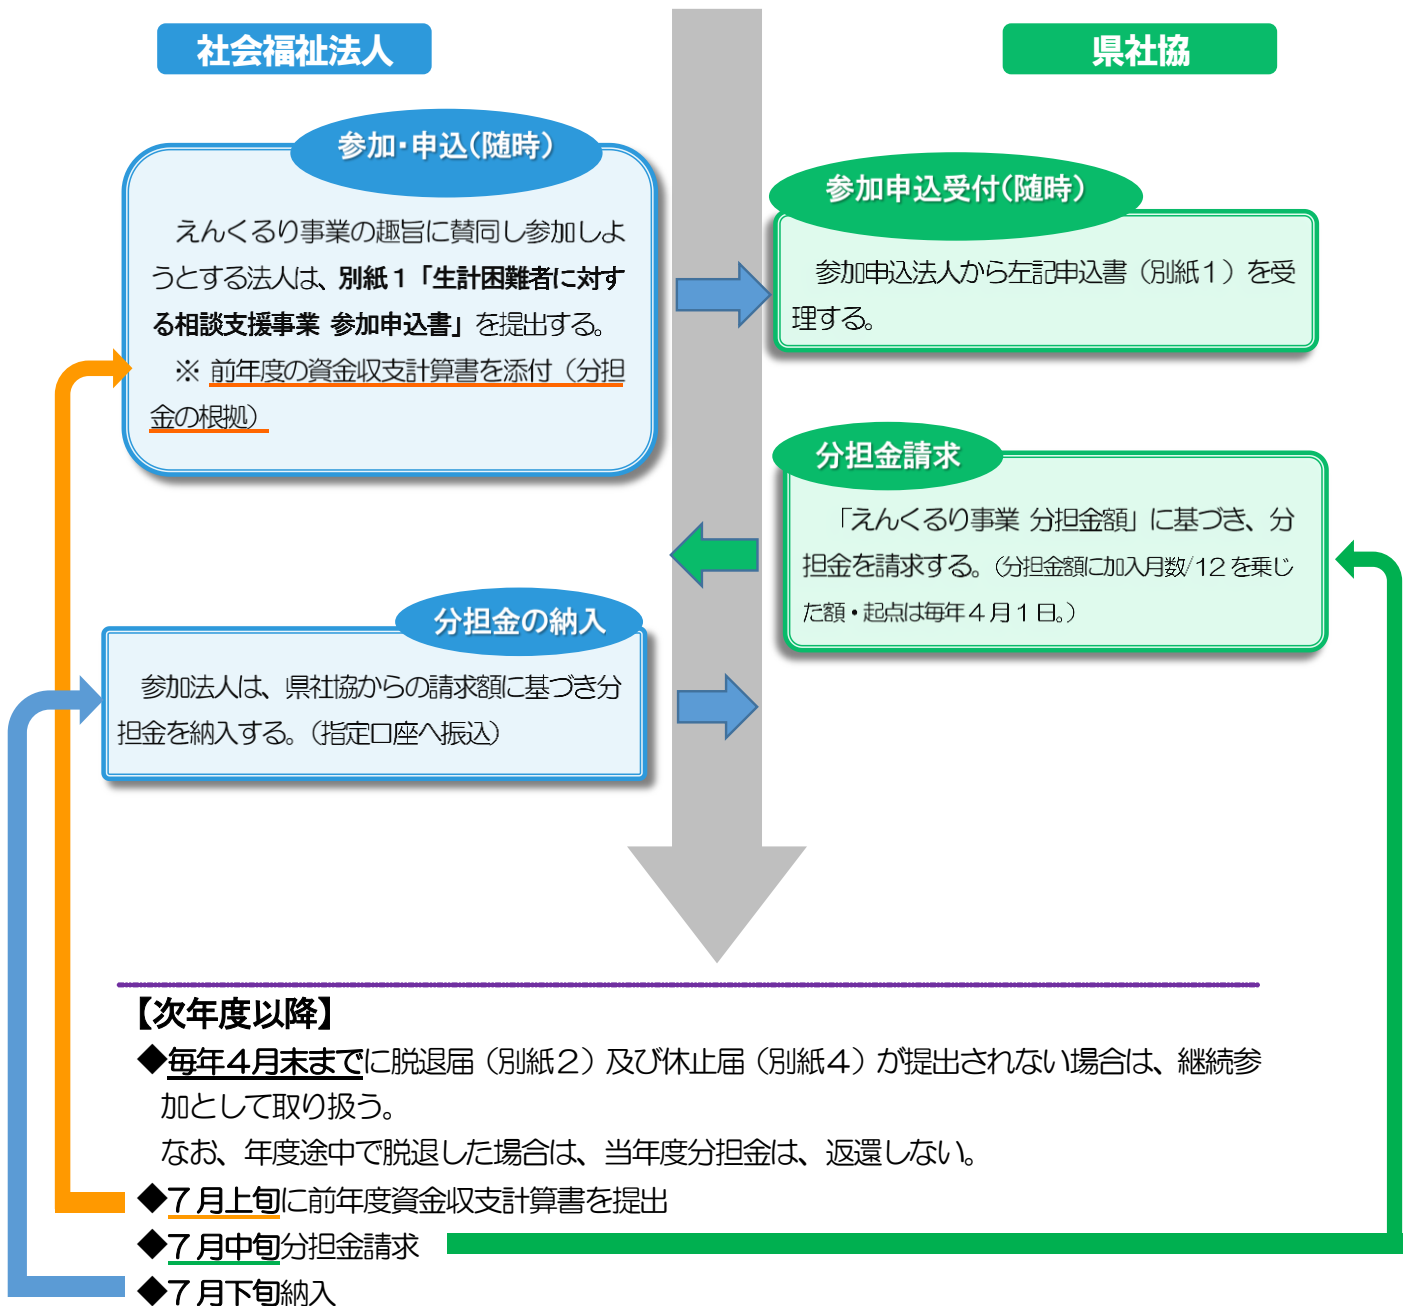 社会福祉法人
県社協
参加・申込（随時）
えんくるり事業の趣旨に賛同し参加しよ
うとする法人は、別紙１「生計困難者に対す
る相談支援事業 参加申込書」を提出する。
※ 前年度の資金収支計算書を添付（分担
金の根拠）
参加申込受付（随時）
参加申込法人から左記申込書（別紙１）を受
理する。
分担金請求
「えんくるり事業 分担金額」に基づき、分
担金を請求する。（分担金額に加入月数/12 を乗じ
た額・起点は毎年４月１日。）
分担金の納入
参加法人は、県社協からの請求額に基づき分
担金を納入する。（指定口座へ振込）
【次年度以降】
◆毎年４月末までに脱退届（別紙２）及び休止届（別紙４）が提出されない場合は、継続参
加として取り扱う。
なお、年度途中で脱退した場合は、当年度分担金は、返還しない。
◆７月上旬に前年度資金収支計算書を提出
◆７月中旬分担金請求
◆７月下旬納入